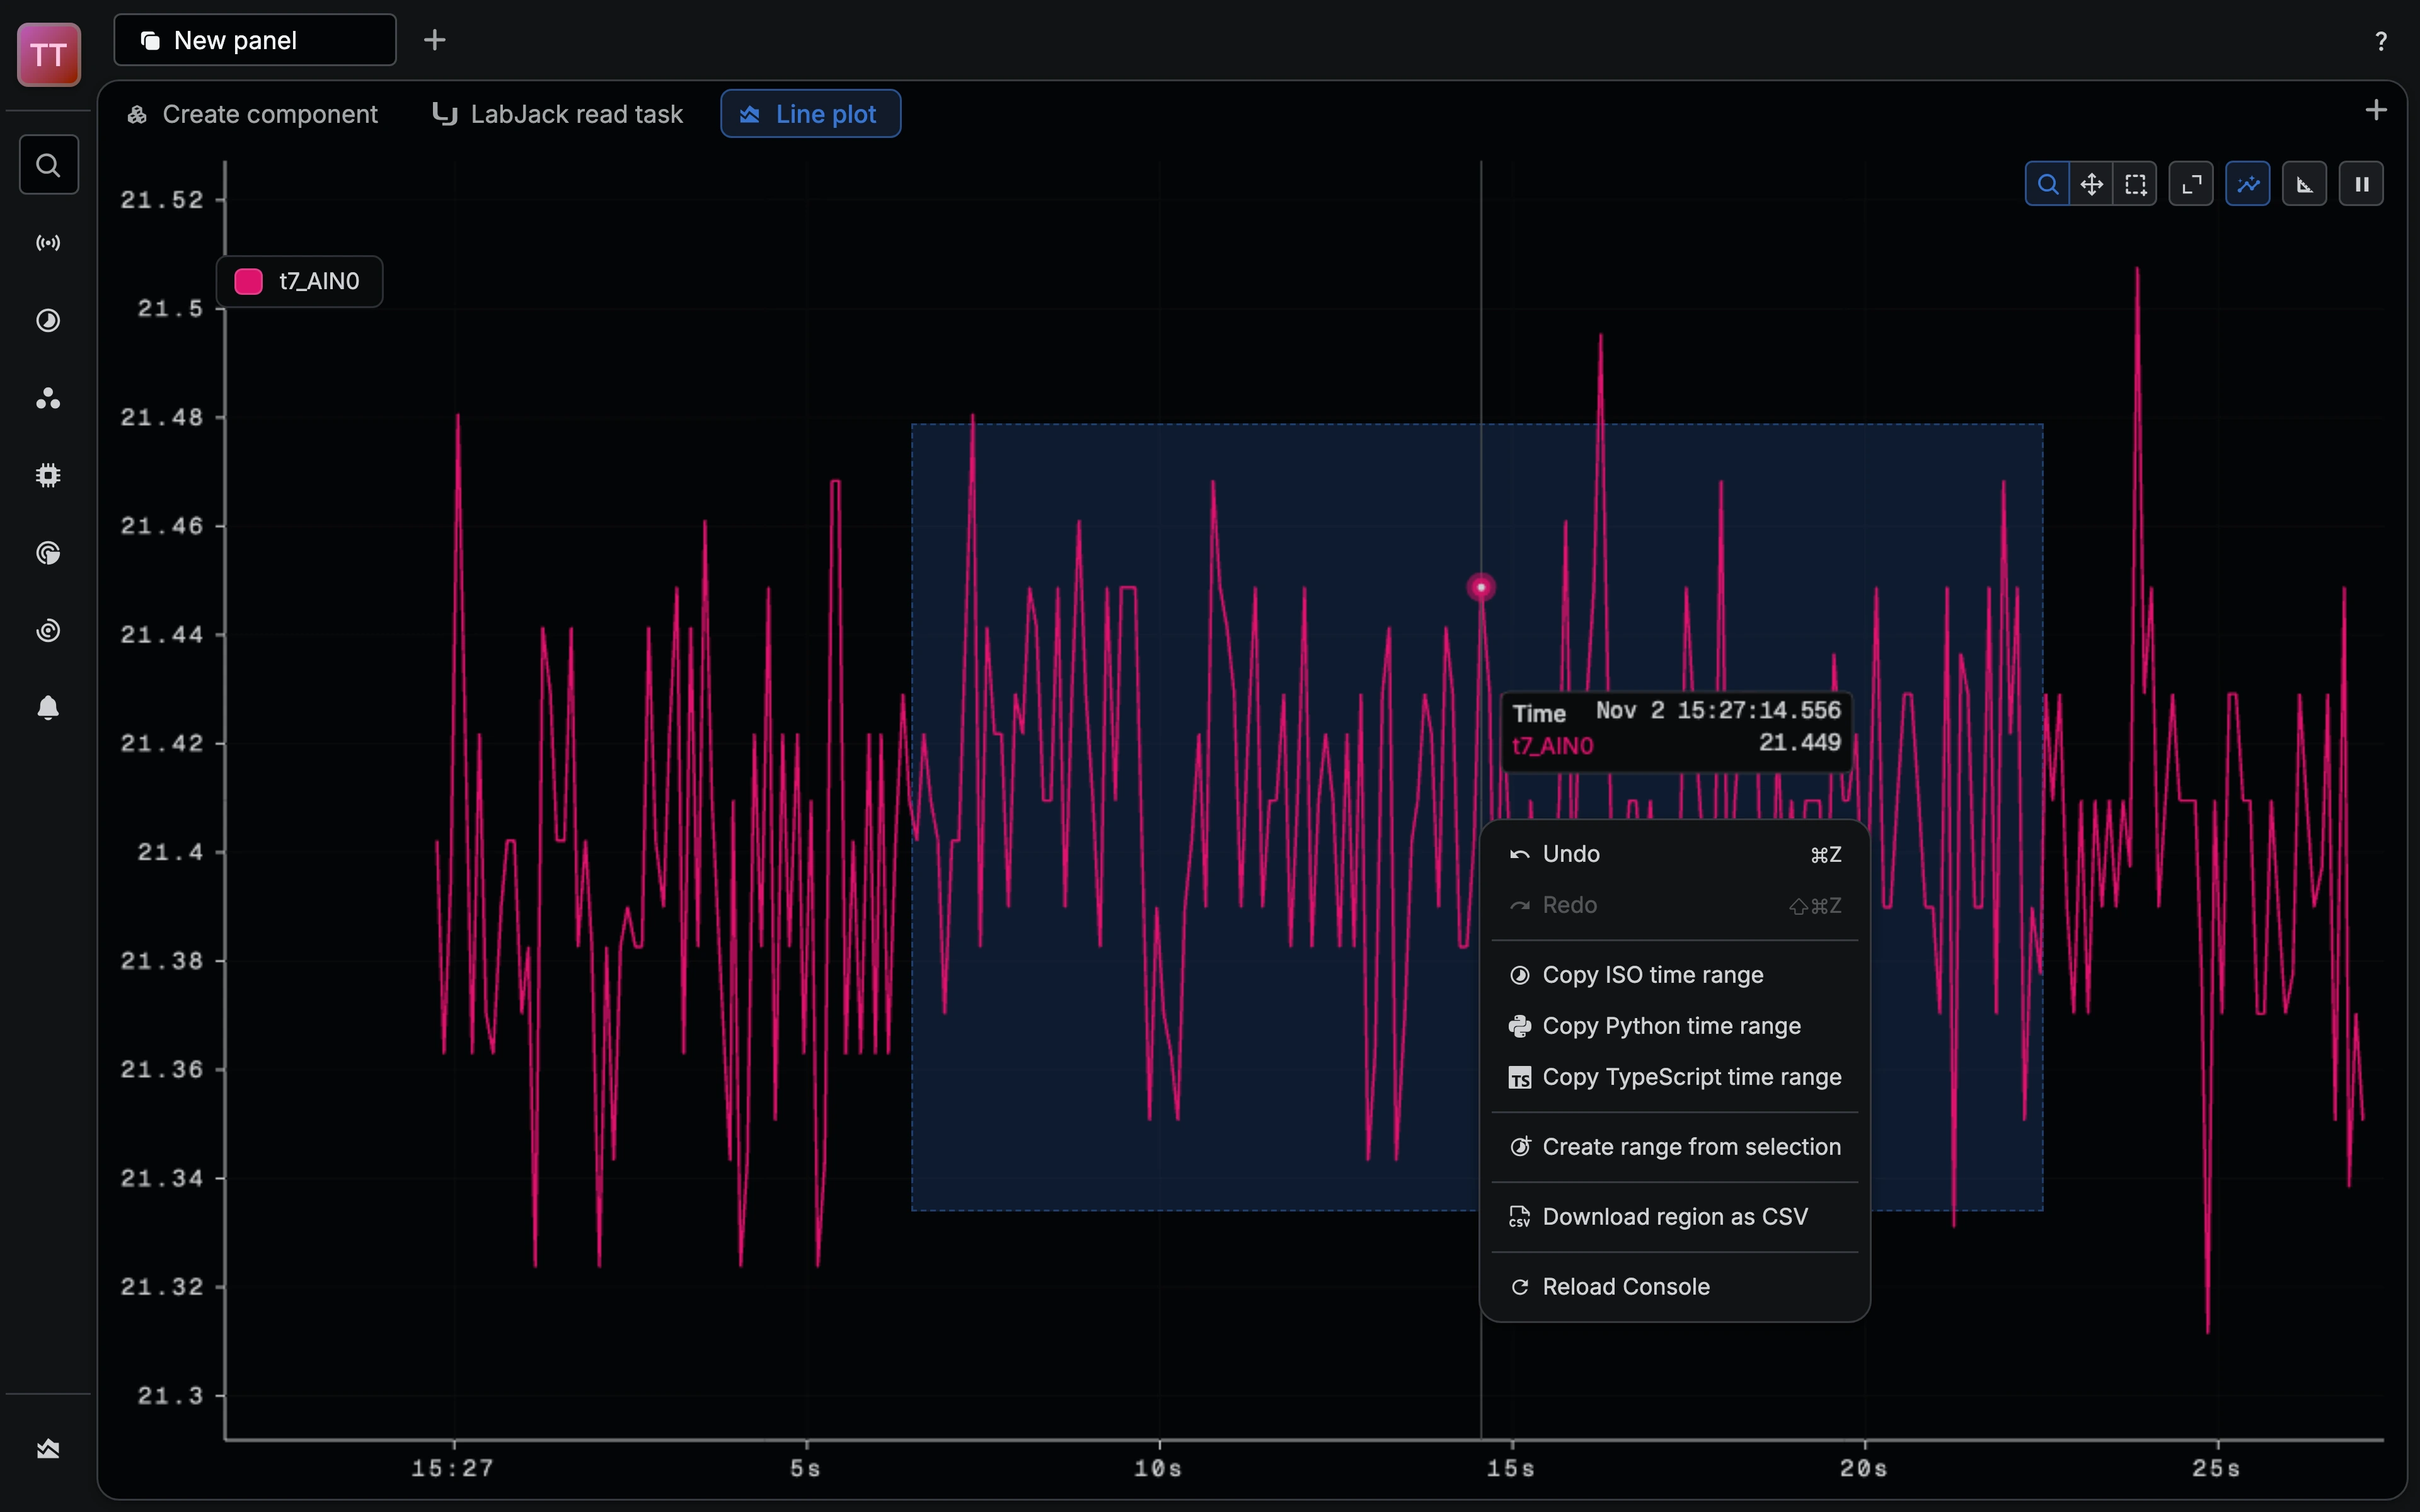 TT
New panel
?
Create component
LabJack read task
Line plot
21.52
21.5
21.48
21.46
21.44
21.42
21.4
21.38
21.36
21.34
21.32
21.3
t7_AIN0
Time Nov 2 15:27:14.556
t7_AIN0 21.449
Undo ⌘Z
Redo ⇧⌘Z
Copy ISO time range
Copy Python time range
TS Copy TypeScript time range
Create range from selection
CSV Download region as CSV
Reload Console
15:27 5s 10s 15s 20s 25s